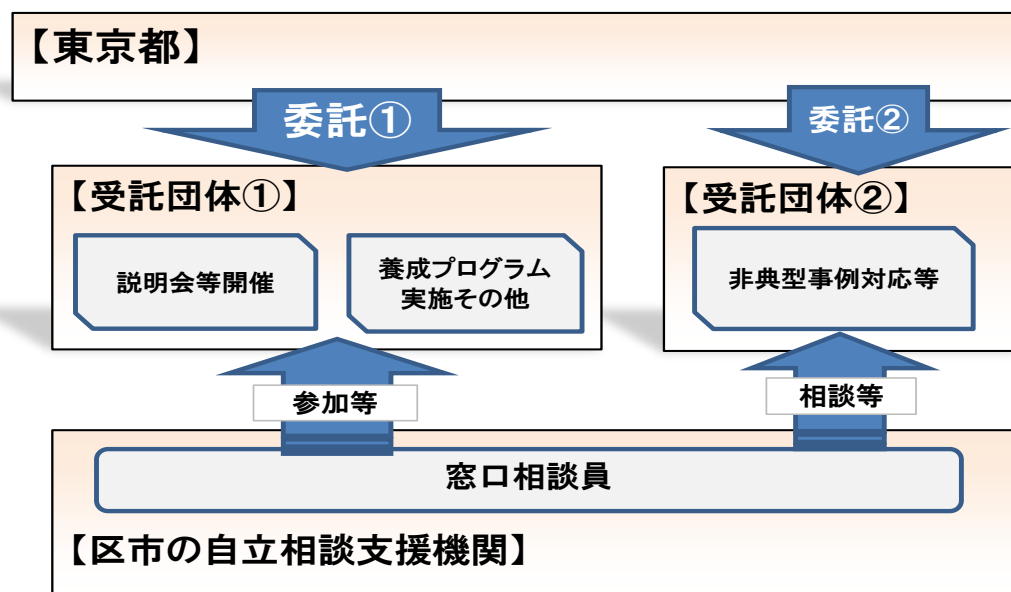 【東京都】
委託①
委託②
【受託団体①】
【受託団体②】
説明会等開催
養成プログラム
実施その他
非典型事例対応等
参加等
相談等
窓口相談員
【区市の自立相談支援機関】